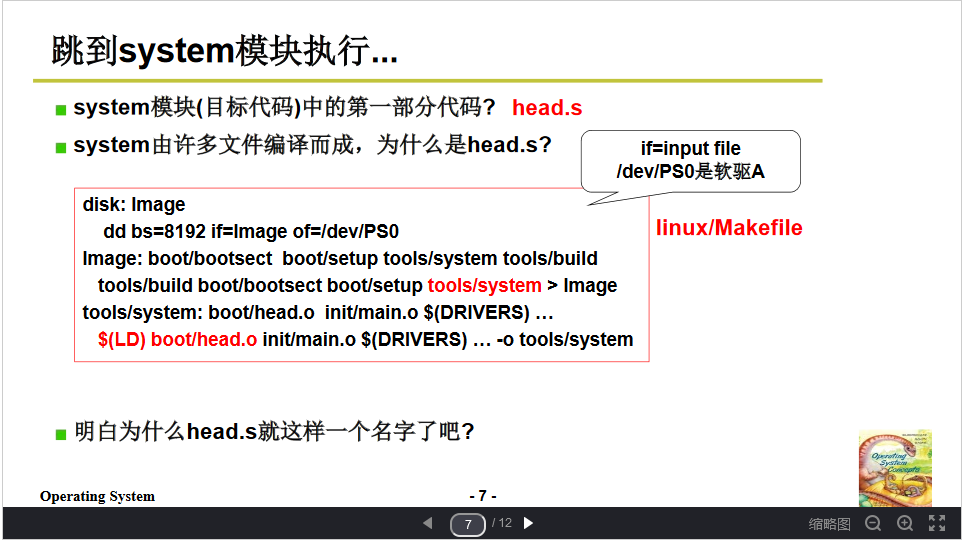 跳到system模块执行...
system模块(目标代码)中的第一部分代码? head.s
system由许多文件编译而成，为什么是head.s?
if=input file
/dev/PS0是软驱A
disk: Image
dd bs=8192 if=Image of=/dev/PS0
linux/Makefile
Image: boot/bootsect boot/setup tools/system tools/build
tools/build boot/bootsect boot/setup tools/system > Image
tools/system: boot/head.o init/main.o $(DRIVERS) …
$(LD) boot/head.o init/main.o $(DRIVERS) … -o tools/system
明白为什么head.s就这样一个名字了吧?
Operating
System
Concepts
Operating System
- 7 -
7 / 12
缩略图